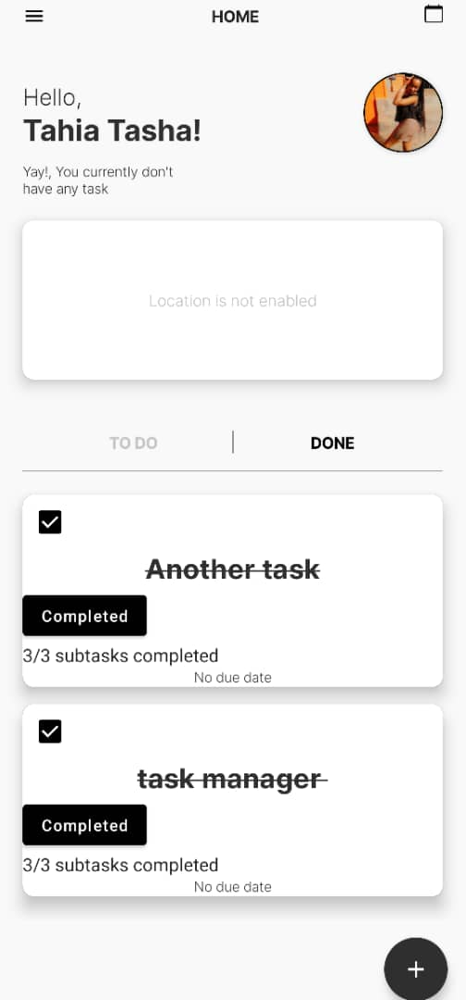 HOME
Hello,
Tahia Tasha!
Yay!, You currently don't
have any task
Location is not enabled
TO DO
DONE
Another task
Completed
3/3 subtasks completed
No due date
task manager
Completed
3/3 subtasks completed
No due date
+